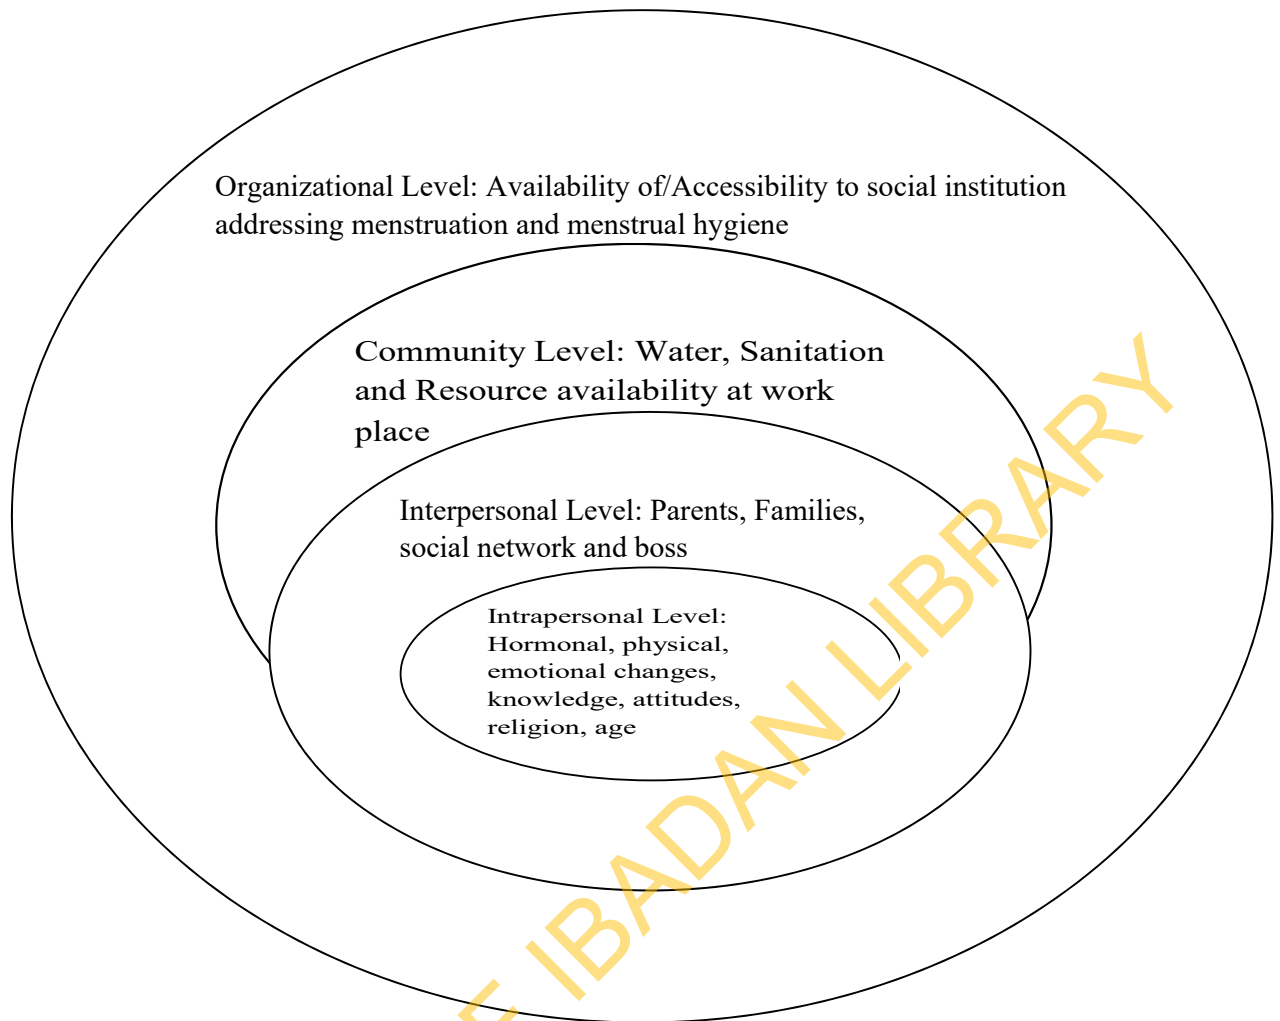 Organizational Level: Availability of/Accessibility to social institution
addressing menstruation and menstrual hygiene
Community Level: Water, Sanitation
and Resource availability at work
place
Interpersonal Level: Parents, Families,
social network and boss
Intrapersonal Level:
Hormonal, physical,
emotional changes,
knowledge, attitudes,
religion, age
IBADAN LIBRARY